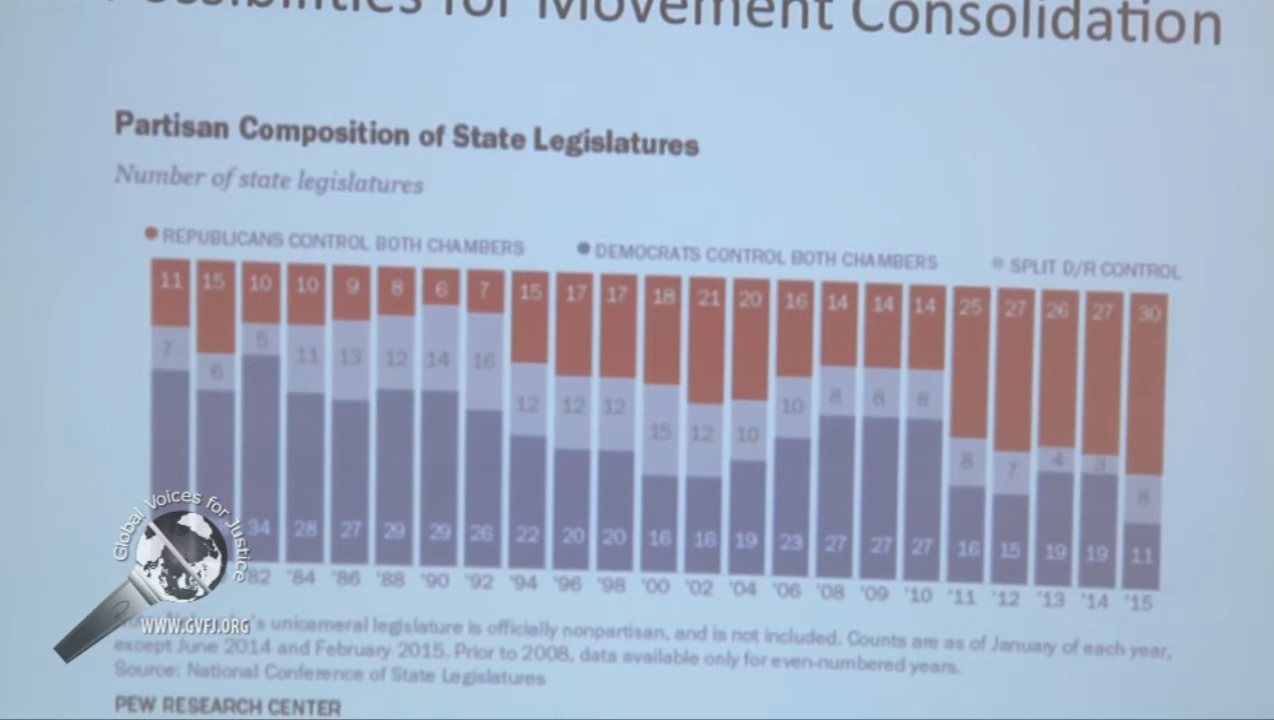 Possibilities for Movement Consolidation
Partisan Composition of State Legislatures
Number of state legislatures
REPUBLICANS CONTROL BOTH CHAMBERS DEMOCRATS CONTROL BOTH CHAMBERS SPLIT D/R CONTROL
11 15 10 10 9 8 6 7 15 17 17 18 21 20 16 14 14 14 25 27 26 27 30
7 6 5 11 13 12 14 16 12 12 12 15 12 10 10 8 8 8 8 7 4 3 8
34 28 27 29 29 26 22 20 20 16 16 19 23 27 27 27 16 15 19 19 11
'82 '84 '86 '88 '90 '92 '94 '96 '98 '00 '02 '04 '06 '08 '09 '10 '11 '12 '13 '14 '15
unicameral legislature is officially nonpartisan, and is not included. Counts are as of January of each year,
except June 2014 and February 2015. Prior to 2008, data available only for even-numbered years.
Source: National Conference of State Legislatures
PEW RESEARCH CENTER
Global Voices for Justice
WWW.GVFJ.ORG